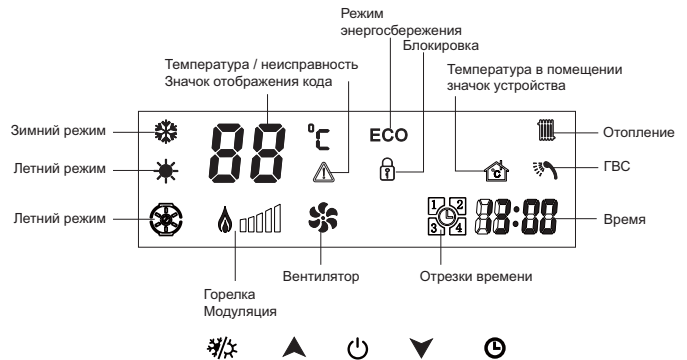 Режим
энергосбережения
Блокировка
Температура / неисправность
Значок отображения кода
Температура в помещении
значок устройства
Зимний режим
88 °C ECO
Отопление
Летний режим
°C
ГВС
Летний режим
1 2
3 4
13:00
Время
Вентилятор
Отрезки времени
Горелка
Модуляция